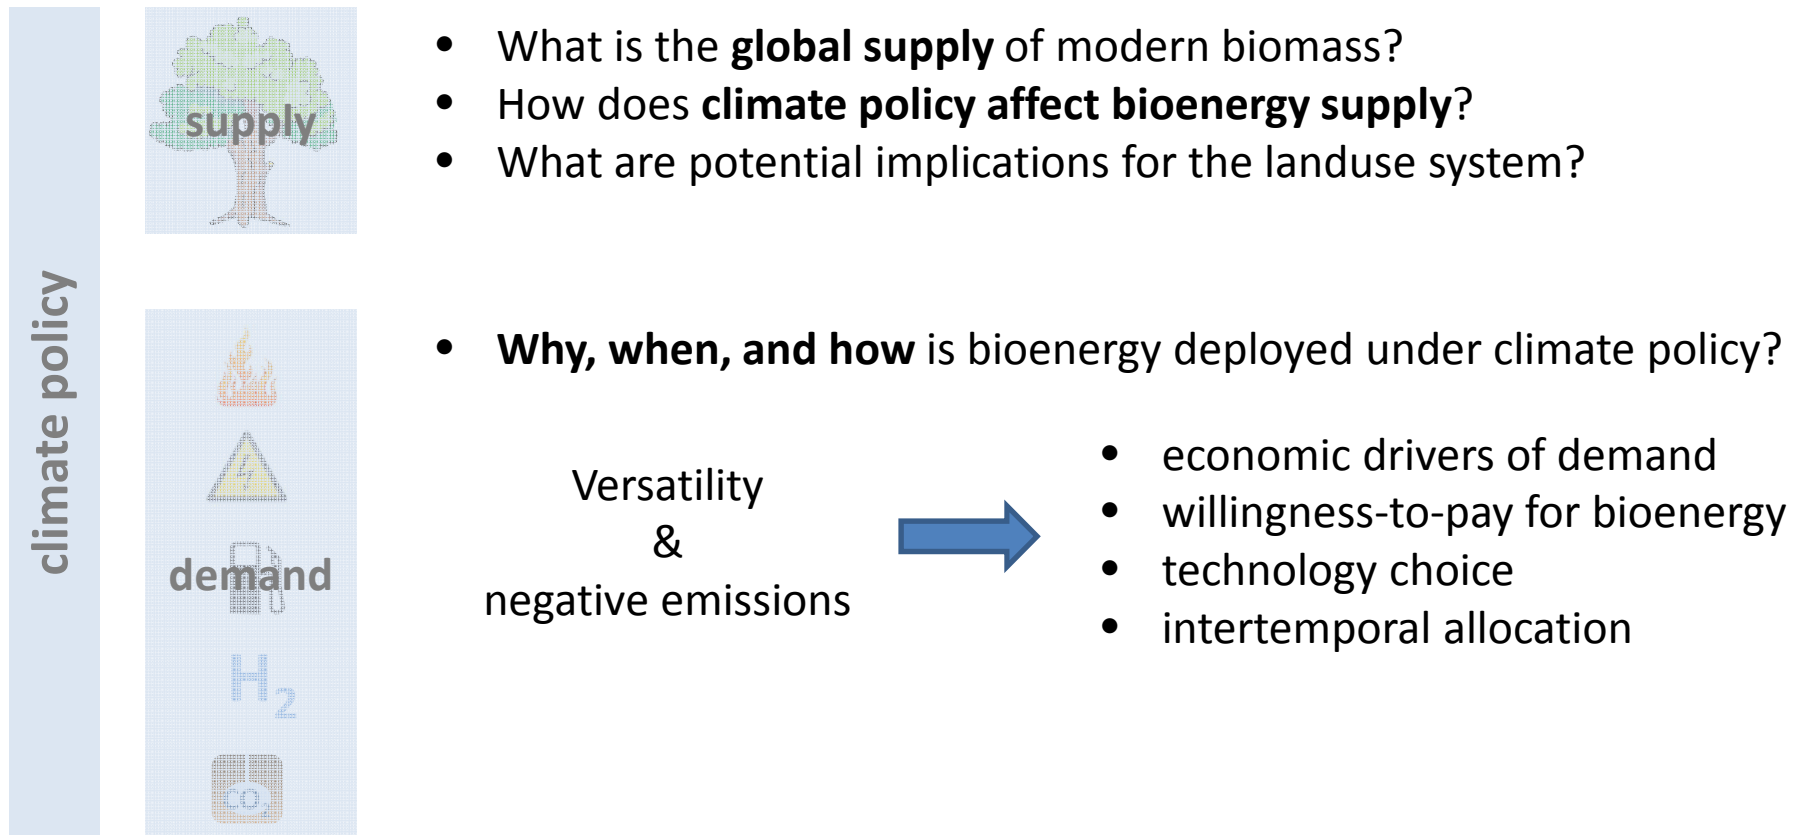 climate policy
supply
• What is the global supply of modern biomass?
• How does climate policy affect bioenergy supply?
• What are potential implications for the landuse system?
demand
H2
CO2
• Why, when, and how is bioenergy deployed under climate policy?
Versatility
&
negative emissions
• economic drivers of demand
• willingness-to-pay for bioenergy
• technology choice
• intertemporal allocation